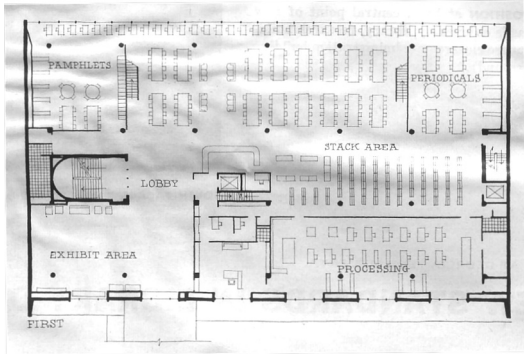 PAMPHLETS
PERIODICALS
STACK AREA
LOBBY
EXHIBIT AREA
PROCESSING
FIRST